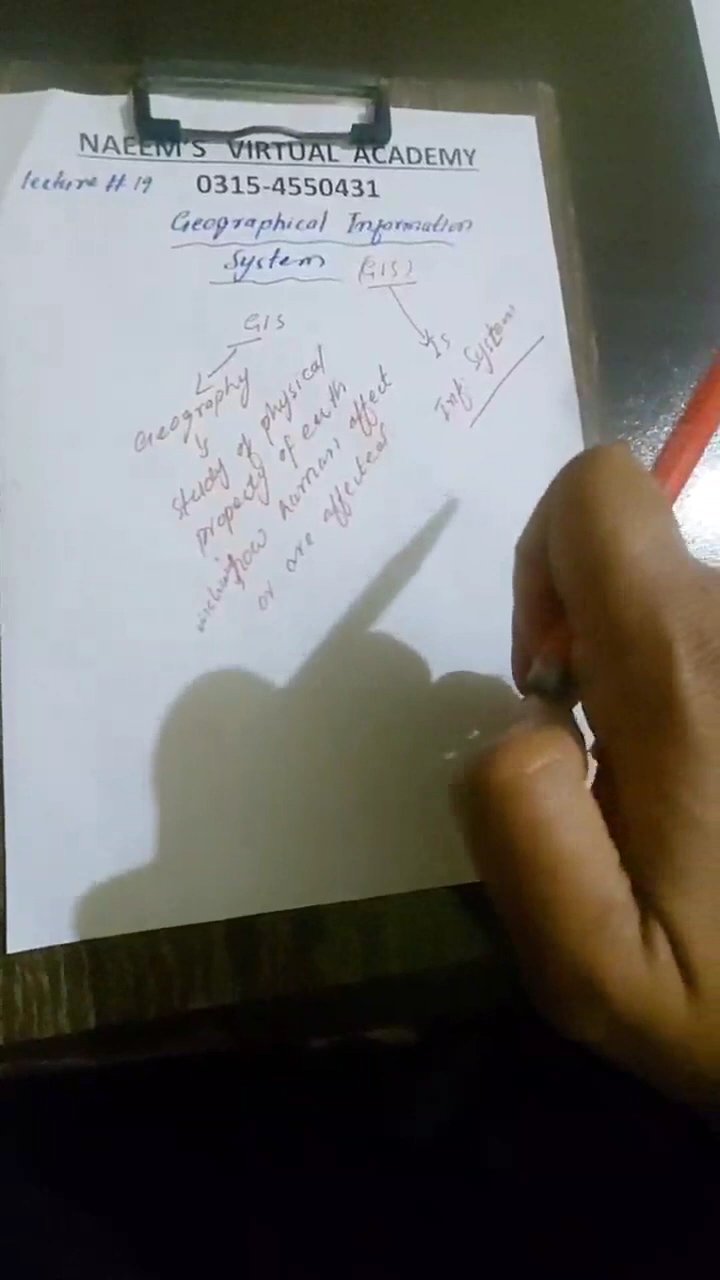 NAEEM'S VIRTUAL ACADEMY
lecture # 19 0315-4550431
Geographical Information
System (GIS)
GIS
Geography
Study of physical
property of earth
how humans affect
or are affected
IS
Inf System